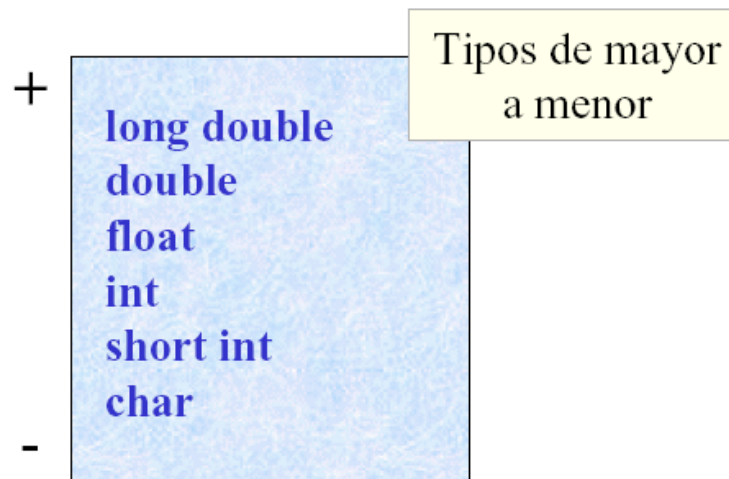 Tipos de mayor
a menor
+
long double
double
float
int
short int
char
-